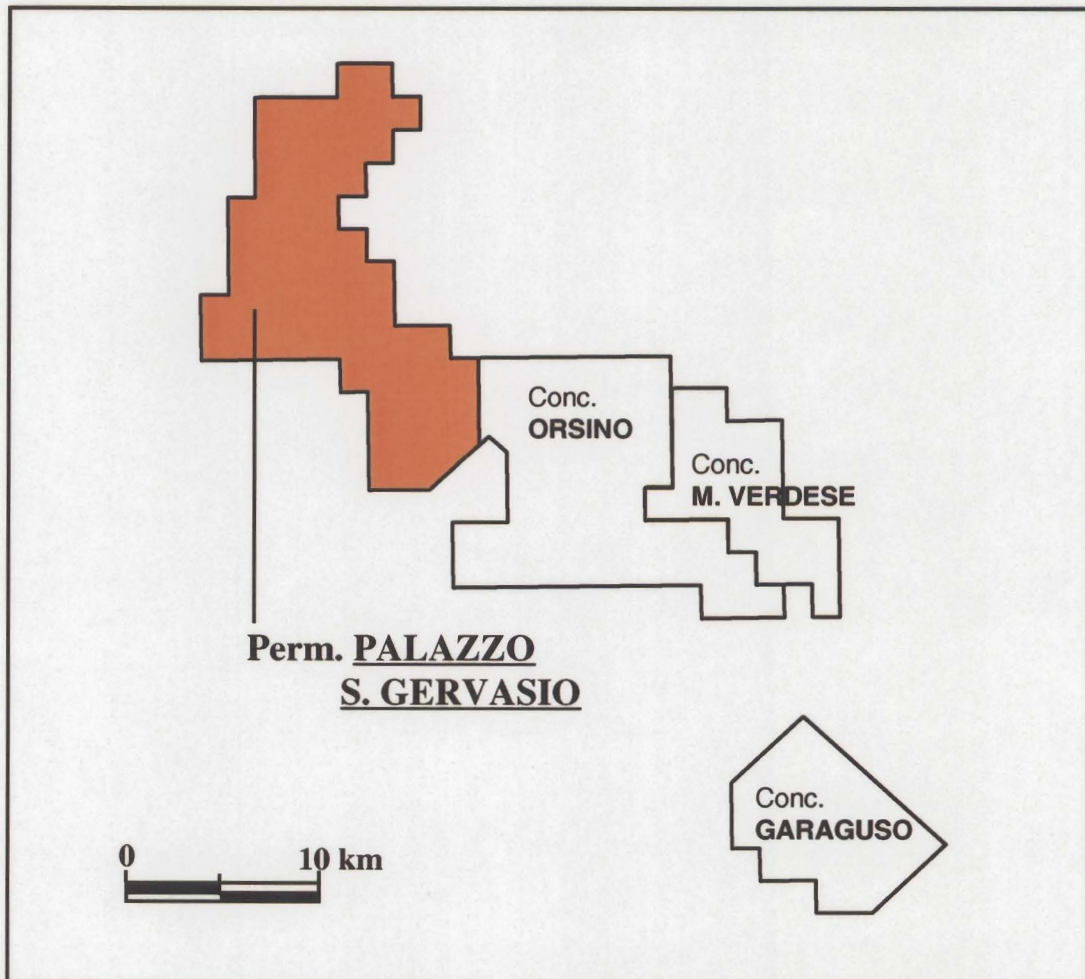 Conc.
ORSINO
Conc.
M. VERDESE
Perm. PALAZZO
S. GERVASIO
Conc.
GARAGUSO
0 10 km